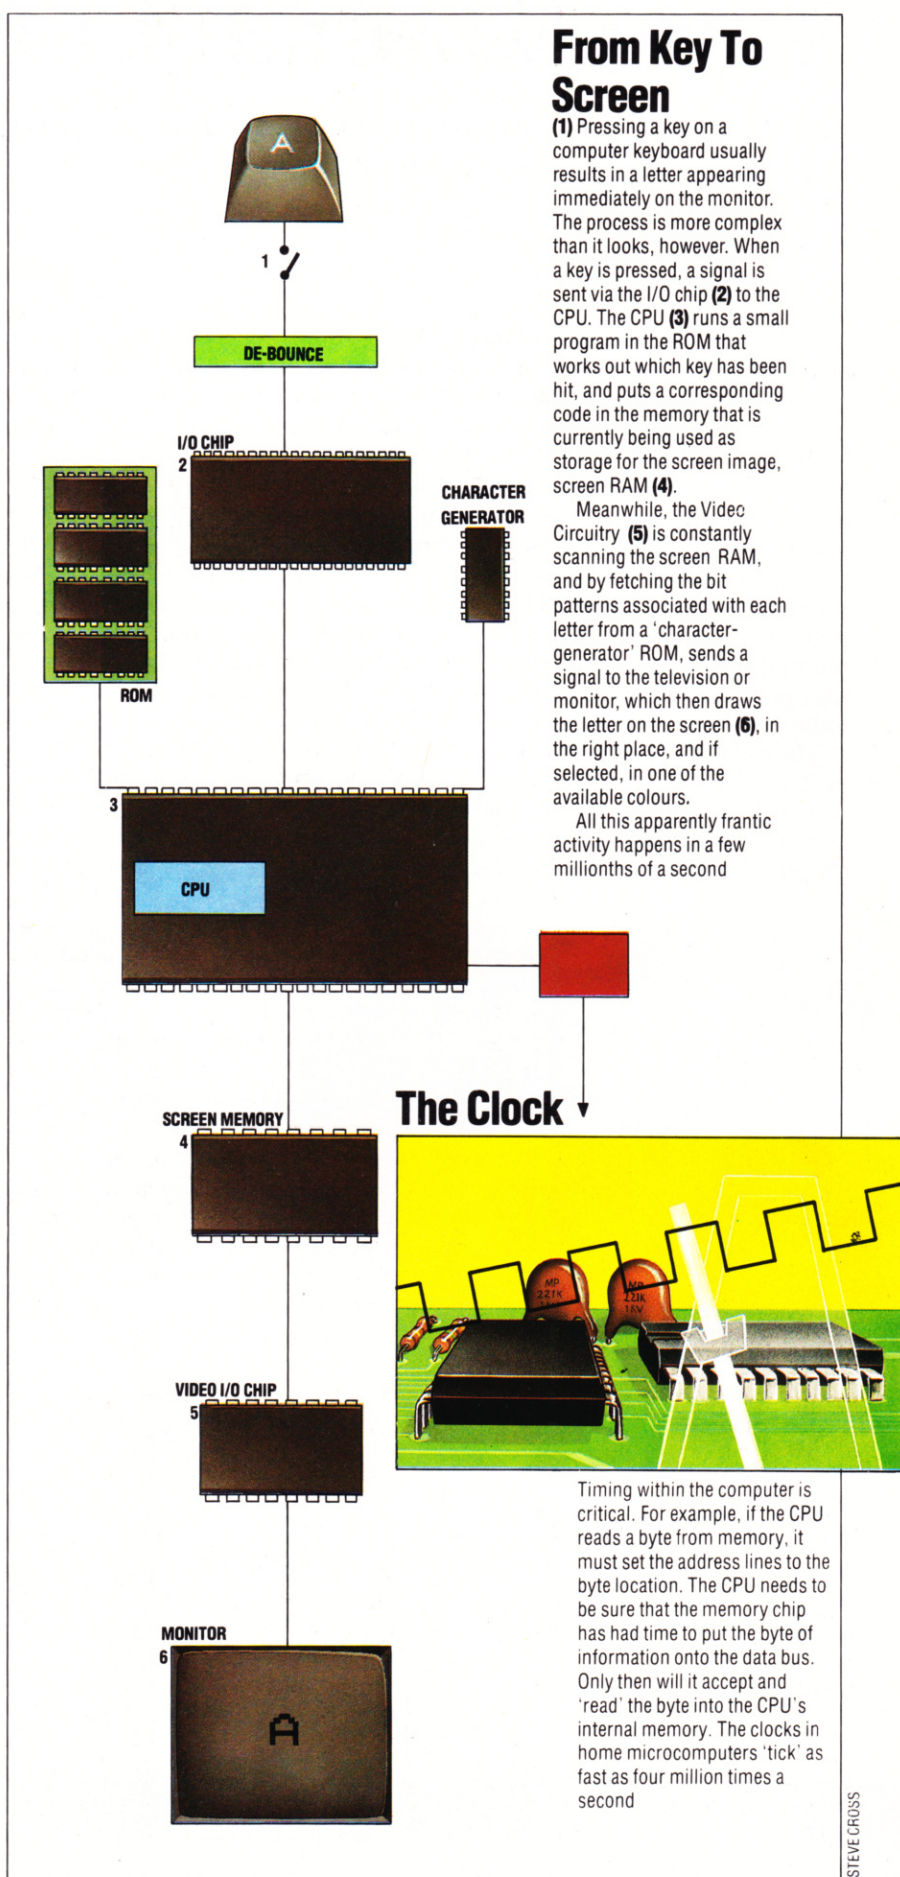 From Key To
Screen
(1) Pressing a key on a
computer keyboard usually
results in a letter appearing
immediately on the monitor.
The process is more complex
than it looks, however. When
a key is pressed, a signal is
sent via the I/O chip (2) to the
CPU. The CPU (3) runs a small
program in the ROM that
works out which key has been
hit, and puts a corresponding
code in the memory that is
currently being used as
storage for the screen image,
screen RAM (4).
Meanwhile, the Video
Circuitry (5) is constantly
scanning the screen RAM,
and by fetching the bit
patterns associated with each
letter from a 'character-
generator' ROM, sends a
signal to the television or
monitor, which then draws
the letter on the screen (6), in
the right place, and if
selected, in one of the
available colours.
All this apparently frantic
activity happens in a few
millionths of a second
A
1
DE-BOUNCE
I/O CHIP
2
CHARACTER
GENERATOR
ROM
3
CPU
SCREEN MEMORY
4
VIDEO I/O CHIP
5
MONITOR
6
A
The Clock
MP
221K
16V
MP
221K
16V
Timing within the computer is
critical. For example, if the CPU
reads a byte from memory, it
must set the address lines to the
byte location. The CPU needs to
be sure that the memory chip
has had time to put the byte of
information onto the data bus.
Only then will it accept and
'read' the byte into the CPU's
internal memory. The clocks in
home microcomputers 'tick' as
fast as four million times a
second
STEVE CROSS